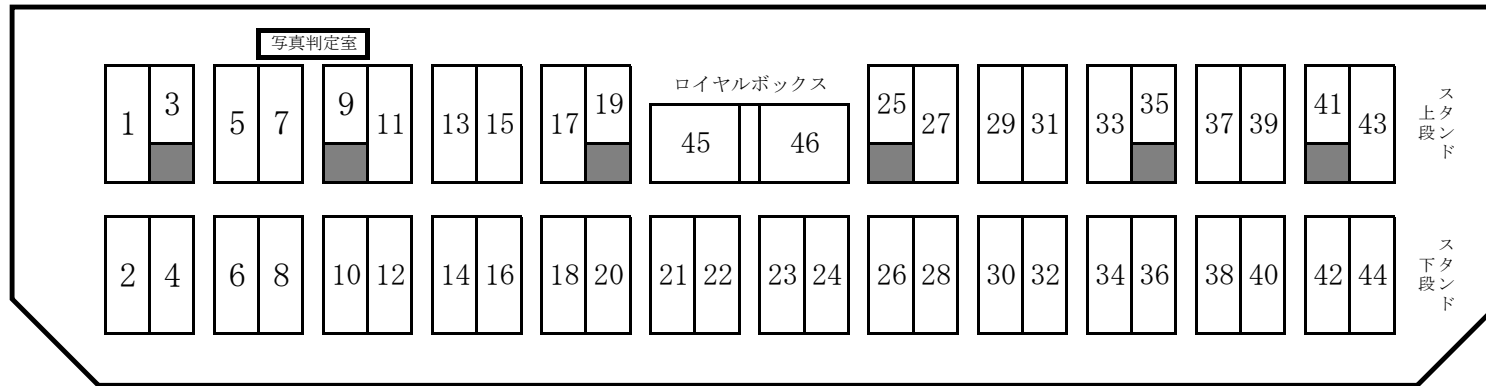 写真判定室
ロイヤルボックス
1 3 5 7 9 11 13 15 17 19 45 46 25 27 29 31 33 35 37 39 41 43
スタンド
上段
2 4 6 8 10 12 14 16 18 20 21 22 23 24 26 28 30 32 34 36 38 40 42 44
スタンド
下段